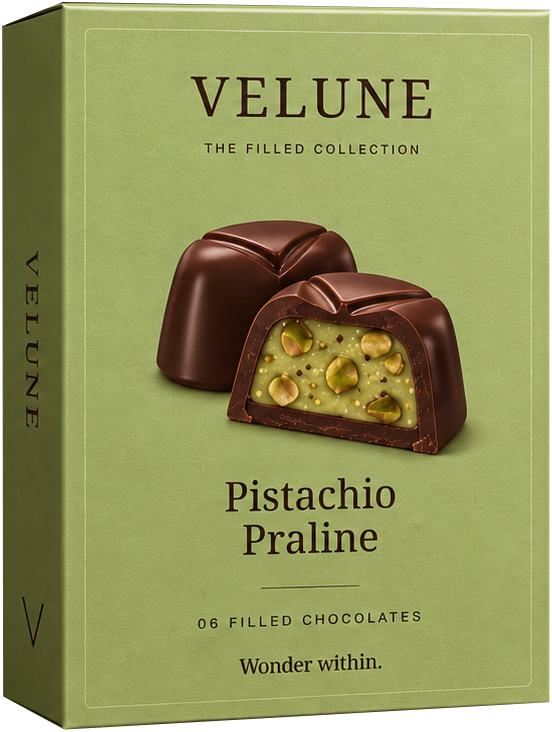 VELUNE
THE FILLED COLLECTION
Pistachio
Praline
06 FILLED CHOCOLATES
Wonder within.
VELUNE
V